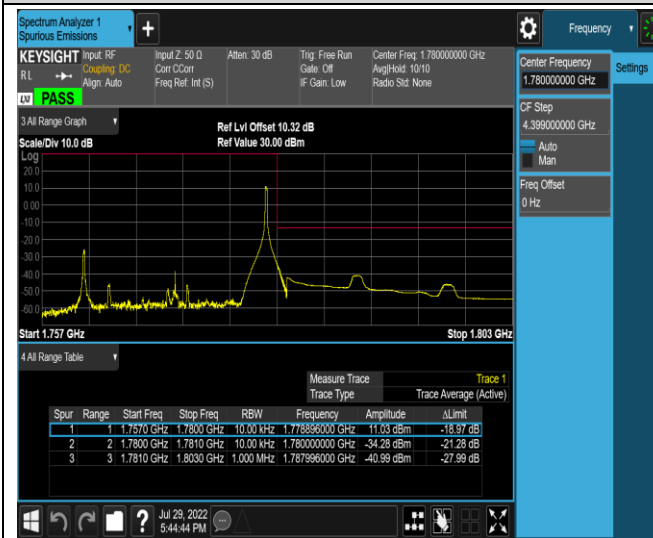 Spectrum Analyzer 1
Spurious Emissions
+
Frequency
KEYSIGHT Input: RF Input Z: 50 Ω Atten: 30 dB Trig: Free Run Center Freq: 1.780000000 GHz
RL Coupling: DC Corr CCorr Gate: Off Avg|Hold: 10/10
Align: Auto Freq Ref: Int (S) IF Gain: Low Radio Std: None
LXI PASS
Center Frequency
1.780000000 GHz
Settings
CF Step
4.399000000 GHz
Auto
Man
Freq Offset
0 Hz
3 All Range Graph
Ref Lvl Offset 10.32 dB
Scale/Div 10.0 dB Ref Value 30.00 dBm
Log
20.0
10.0
0.00
-10.0
-20.0
-30.0
-40.0
-50.0
-60.0
Start 1.757 GHz Stop 1.803 GHz
4 All Range Table
Measure Trace Trace 1
Trace Type Trace Average (Active)
Spur Range Start Freq Stop Freq RBW Frequency Amplitude ΔLimit
1 1 1.7570 GHz 1.7800 GHz 10.00 kHz 1.778896000 GHz 11.03 dBm -18.97 dB
2 2 1.7800 GHz 1.7810 GHz 10.00 kHz 1.780000000 GHz -34.28 dBm -21.28 dB
3 3 1.7810 GHz 1.8030 GHz 1.000 MHz 1.787996000 GHz -40.99 dBm -27.99 dB
? Jul 29, 2022
5:44:44 PM